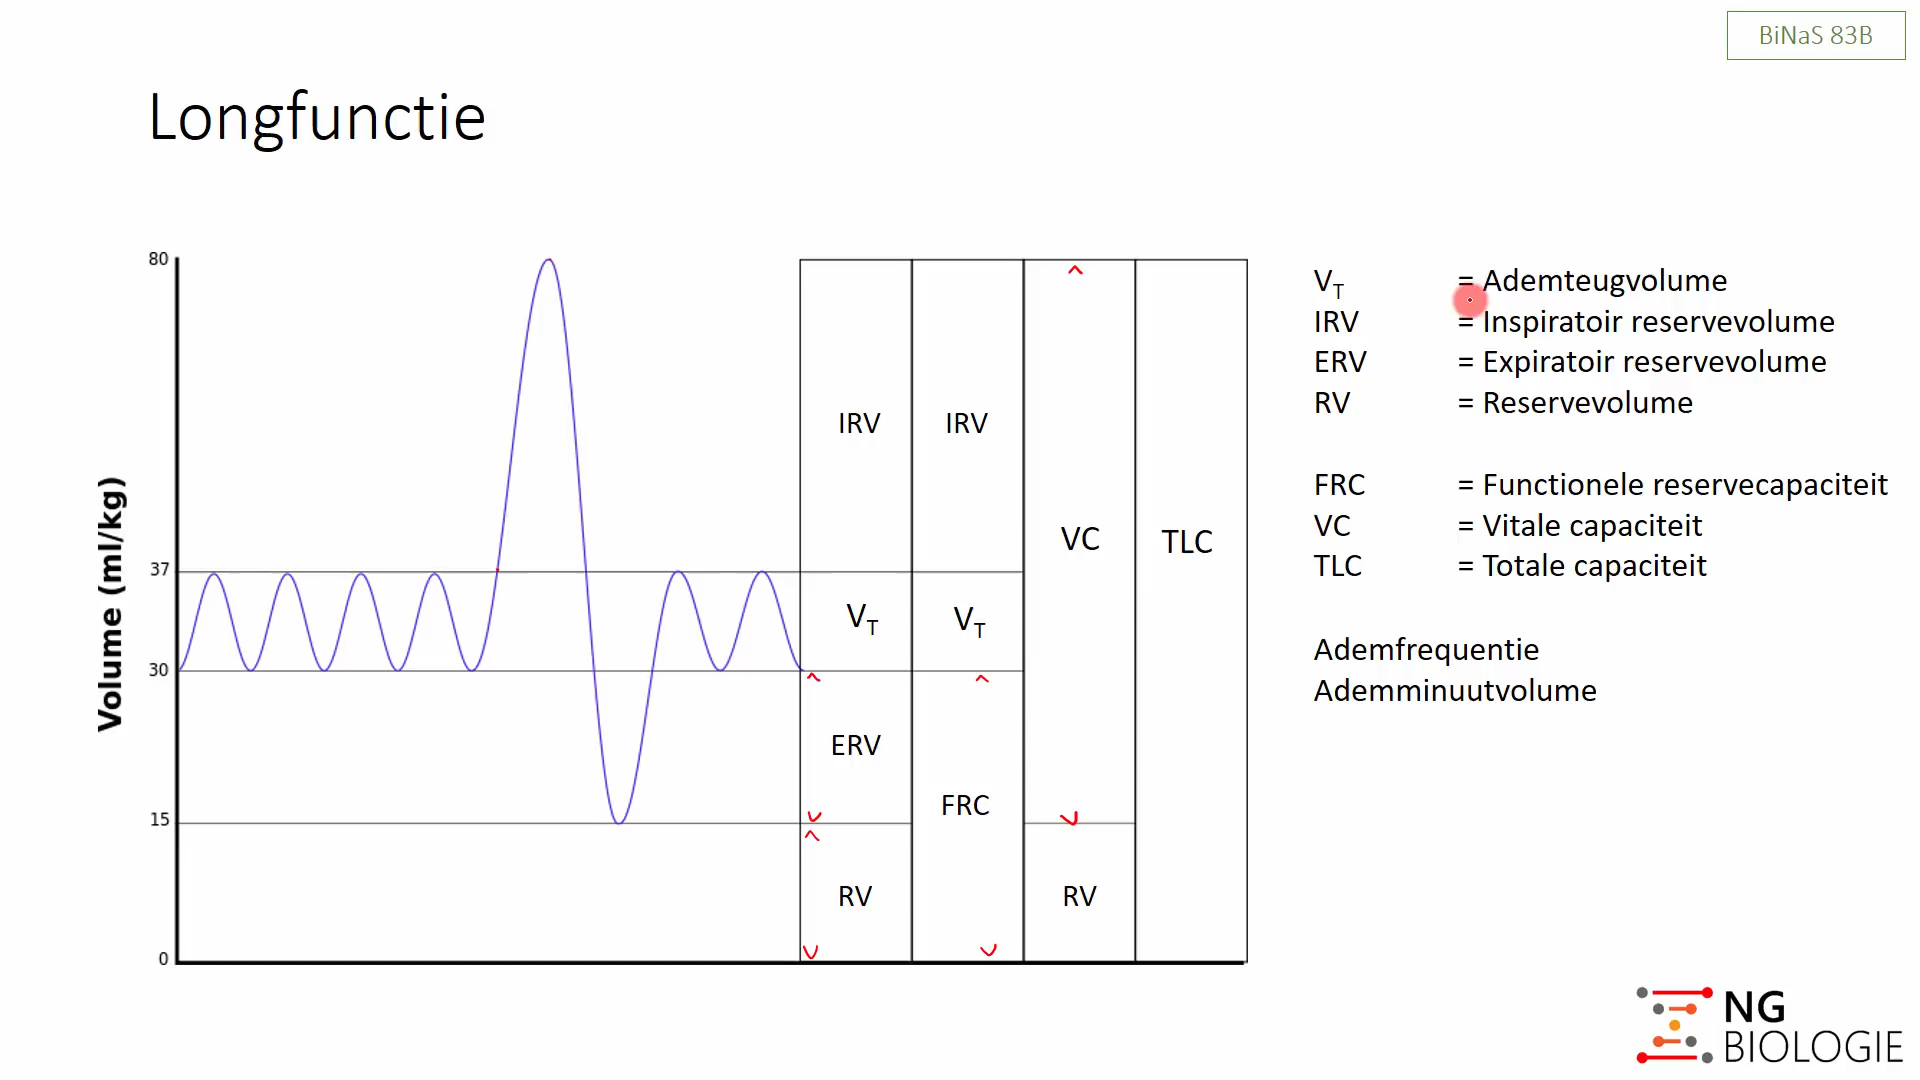 BiNaS 83B
Longfunctie
Volume (ml/kg)
80
37
30
15
0
IRV
IRV
VC
TLC
VT
VT
ERV
FRC
RV
RV
VT = Ademteugvolume
IRV = Inspiratoir reservevolume
ERV = Expiratoir reservevolume
RV = Reservevolume
FRC = Functionele reservecapaciteit
VC = Vitale capaciteit
TLC = Totale capaciteit
Ademfrequentie
Ademminuutvolume
NG
BIOLOGIE